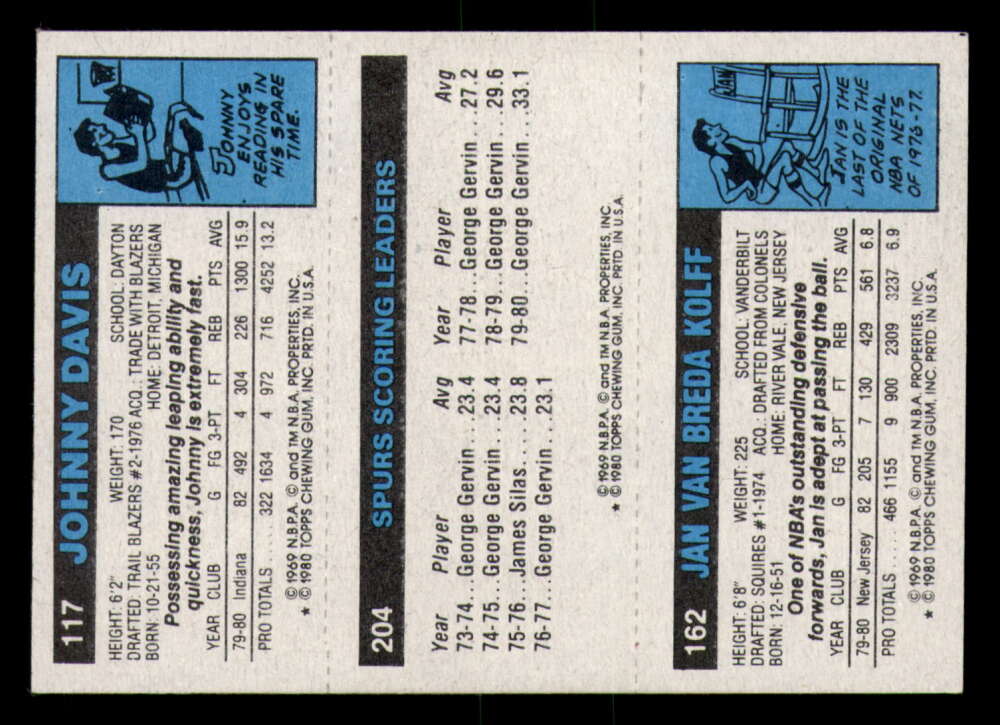 117 JOHNNY DAVIS
HEIGHT: 6'2" WEIGHT: 170 SCHOOL: DAYTON
DRAFTED: TRAIL BLAZERS #2-1976 ACQ.: TRADE WITH BLAZERS
BORN: 10-21-55 HOME: DETROIT, MICHIGAN
Possessing amazing leaping ability and
quickness, Johnny is extremely fast.
YEAR CLUB G FG 3-PT FT REB PTS AVG
79-80 Indiana 82 492 4 304 226 1300 15.9
PRO TOTALS.....322 1634 4 972 716 4252 13.2
© 1969 N.B.P.A. © and TM N.B.A. PROPERTIES, INC.
★ © 1980 TOPPS CHEWING GUM, INC. PRTD. IN U.S.A.
JOHNNY
ENJOYS
READING IN
HIS SPARE
TIME.
204 SPURS SCORING LEADERS
Year Player Avg Year Player Avg
73-74...George Gervin...23.4 77-78...George Gervin...27.2
74-75...George Gervin...23.4 78-79...George Gervin...29.6
75-76...James Silas....23.8 79-80...George Gervin...33.1
76-77...George Gervin...23.1
© 1969 N.B.P.A. © and TM N.B.A. PROPERTIES, INC.
★ © 1980 TOPPS CHEWING GUM, INC. PRTD. IN U.S.A.
162 JAN VAN BREDA KOLFF
HEIGHT: 6'8" WEIGHT: 225 SCHOOL: VANDERBILT
DRAFTED: SQUIRES #1-1974 ACQ.: DRAFTED FROM COLONELS
BORN: 12-16-51 HOME: RIVER VALE, NEW JERSEY
One of NBA's outstanding defensive
forwards, Jan is adept at passing the ball.
YEAR CLUB G FG 3-PT FT REB PTS AVG
79-80 New Jersey 82 205 7 130 429 561 6.8
PRO TOTALS ..... 466 1155 9 900 2309 3237 6.9
© 1969 N.B.P.A. © and TM N.B.A. PROPERTIES, INC.
★ © 1980 TOPPS CHEWING GUM, INC. PRTD. IN U.S.A.
JAN
JAN IS THE
LAST OF THE
ORIGINAL
NBA NETS
OF 1976-77.